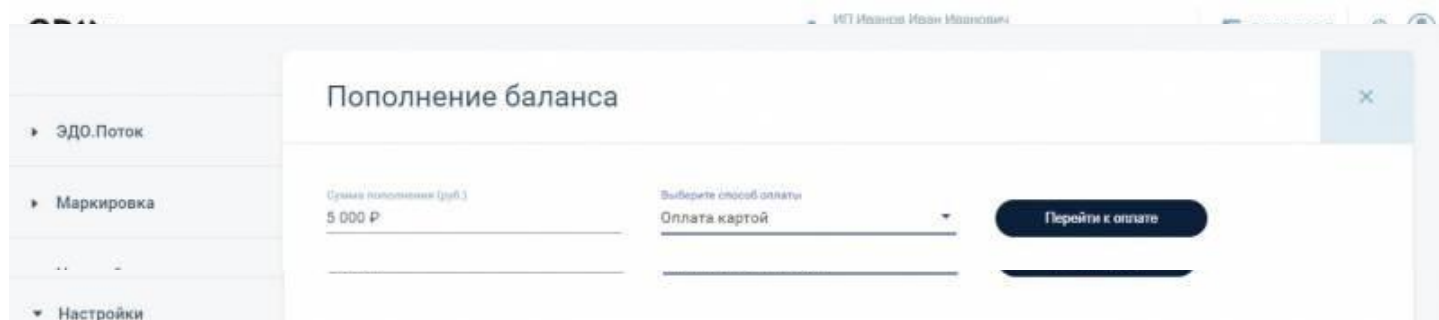 ИП Иванов Иван Иванович
Пополнение баланса
ЭДО.Поток
Маркировка
Сумма пополнения (руб.)
Выберите способ оплаты
5 000 ₽
Оплата картой
Перейти к оплате
Настройки